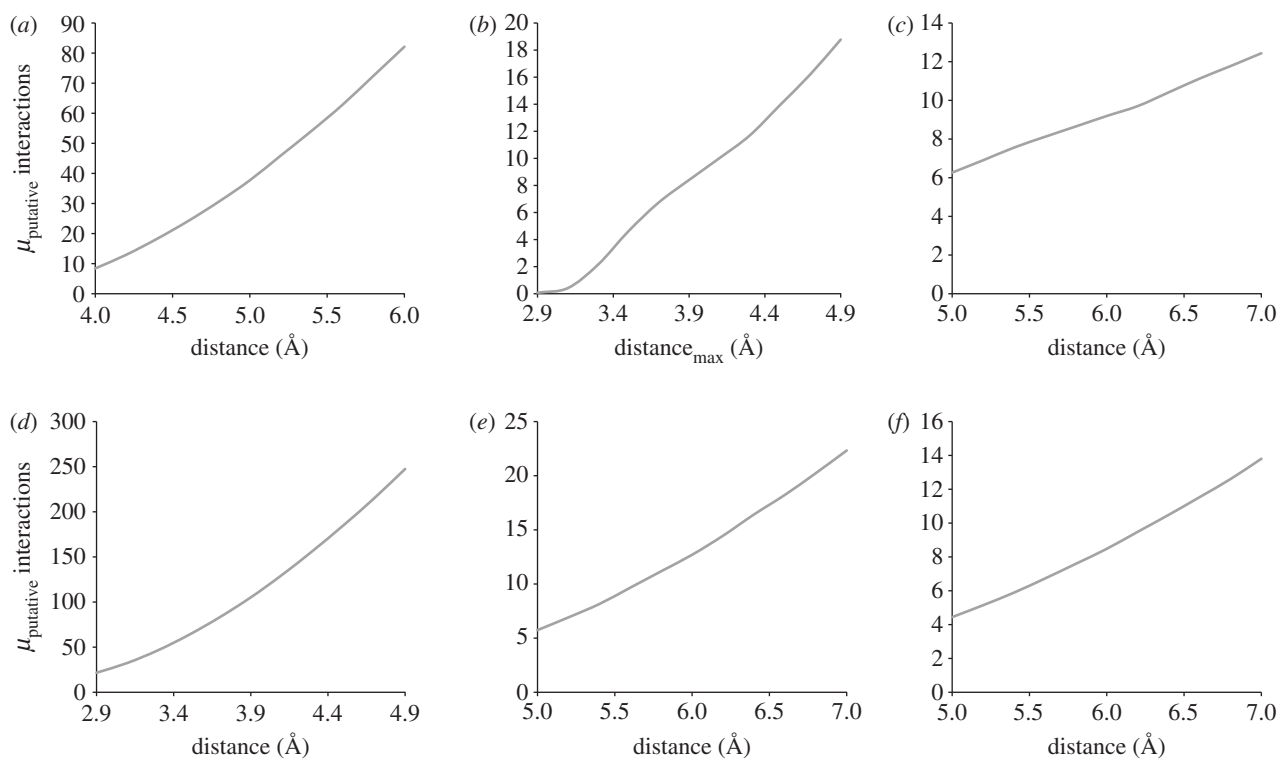 (a)
90
80
70
60
50
40
30
20
10
0
μputative interactions
4.0 4.5 5.0 5.5 6.0
distance (Å)
(b)
20
18
16
14
12
10
8
6
4
2
0
2.9 3.4 3.9 4.4 4.9
distancemax (Å)
(c)
14
12
10
8
6
4
2
0
5.0 5.5 6.0 6.5 7.0
distance (Å)
(d)
300
250
200
150
100
50
0
μputative interactions
2.9 3.4 3.9 4.4 4.9
distance (Å)
(e)
25
20
15
10
5
0
5.0 5.5 6.0 6.5 7.0
distance (Å)
(f)
16
14
12
10
8
6
4
2
0
5.0 5.5 6.0 6.5 7.0
distance (Å)